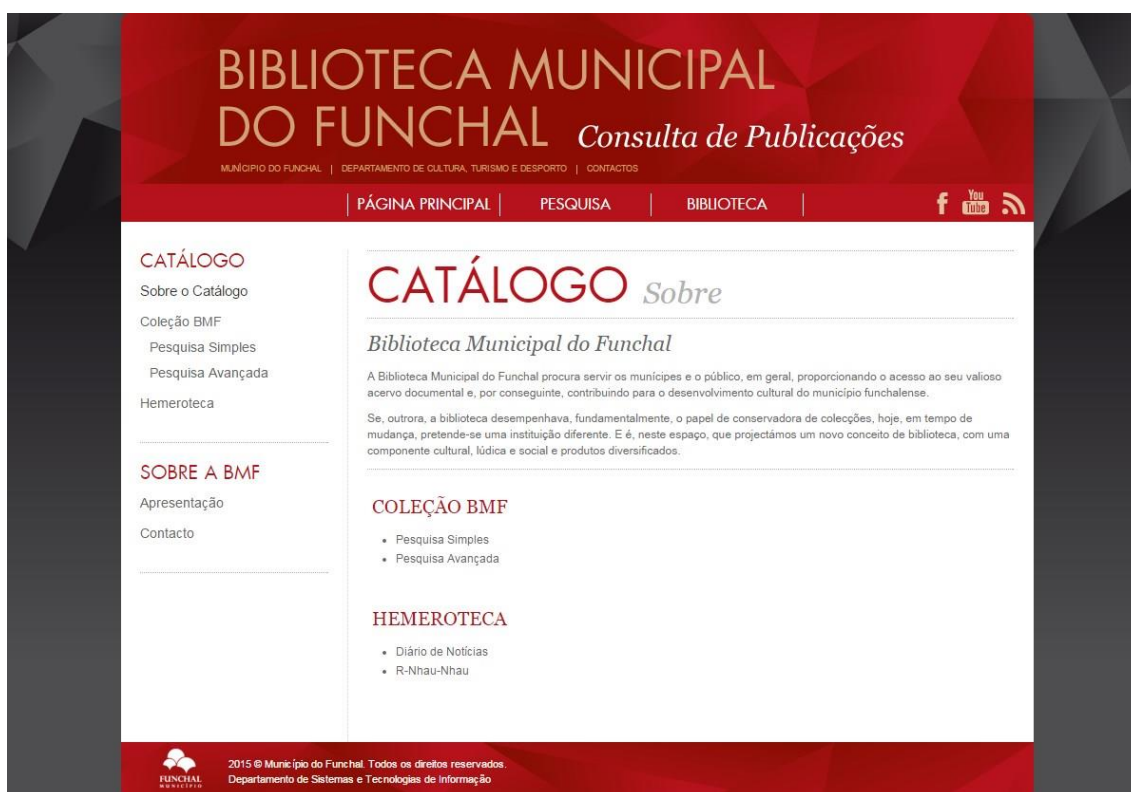 BIBLIOTECA MUNICIPAL
DO FUNCHAL Consulta de Publicações
MUNÍCIPIO DO FUNCHAL | DEPARTAMENTO DE CULTURA, TURISMO E DESPORTO | CONTACTOS
PÁGINA PRINCIPAL | PESQUISA | BIBLIOTECA
f You Tube
CATÁLOGO
Sobre o Catálogo
Coleção BMF
Pesquisa Simples
Pesquisa Avançada
Hemeroteca
SOBRE A BMF
Apresentação
Contacto
CATÁLOGO Sobre
Biblioteca Municipal do Funchal
A Biblioteca Municipal do Funchal procura servir os munícipes e o público, em geral, proporcionando o acesso ao seu valioso
acervo documental e, por conseguinte, contribuindo para o desenvolvimento cultural do município funchalense.
Se, outrora, a biblioteca desempenhava, fundamentalmente, o papel de conservadora de colecções, hoje, em tempo de
mudança, pretende-se uma instituição diferente. E é, neste espaço, que projectámos um novo conceito de biblioteca, com uma
componente cultural, lúdica e social e produtos diversificados.
COLEÇÃO BMF
• Pesquisa Simples
• Pesquisa Avançada
HEMEROTECA
• Diário de Notícias
• R-Nhau-Nhau
FUNCHAL
MUNICÍPIO
2015 © Município do Funchal. Todos os direitos reservados.
Departamento de Sistemas e Tecnologias de Informação